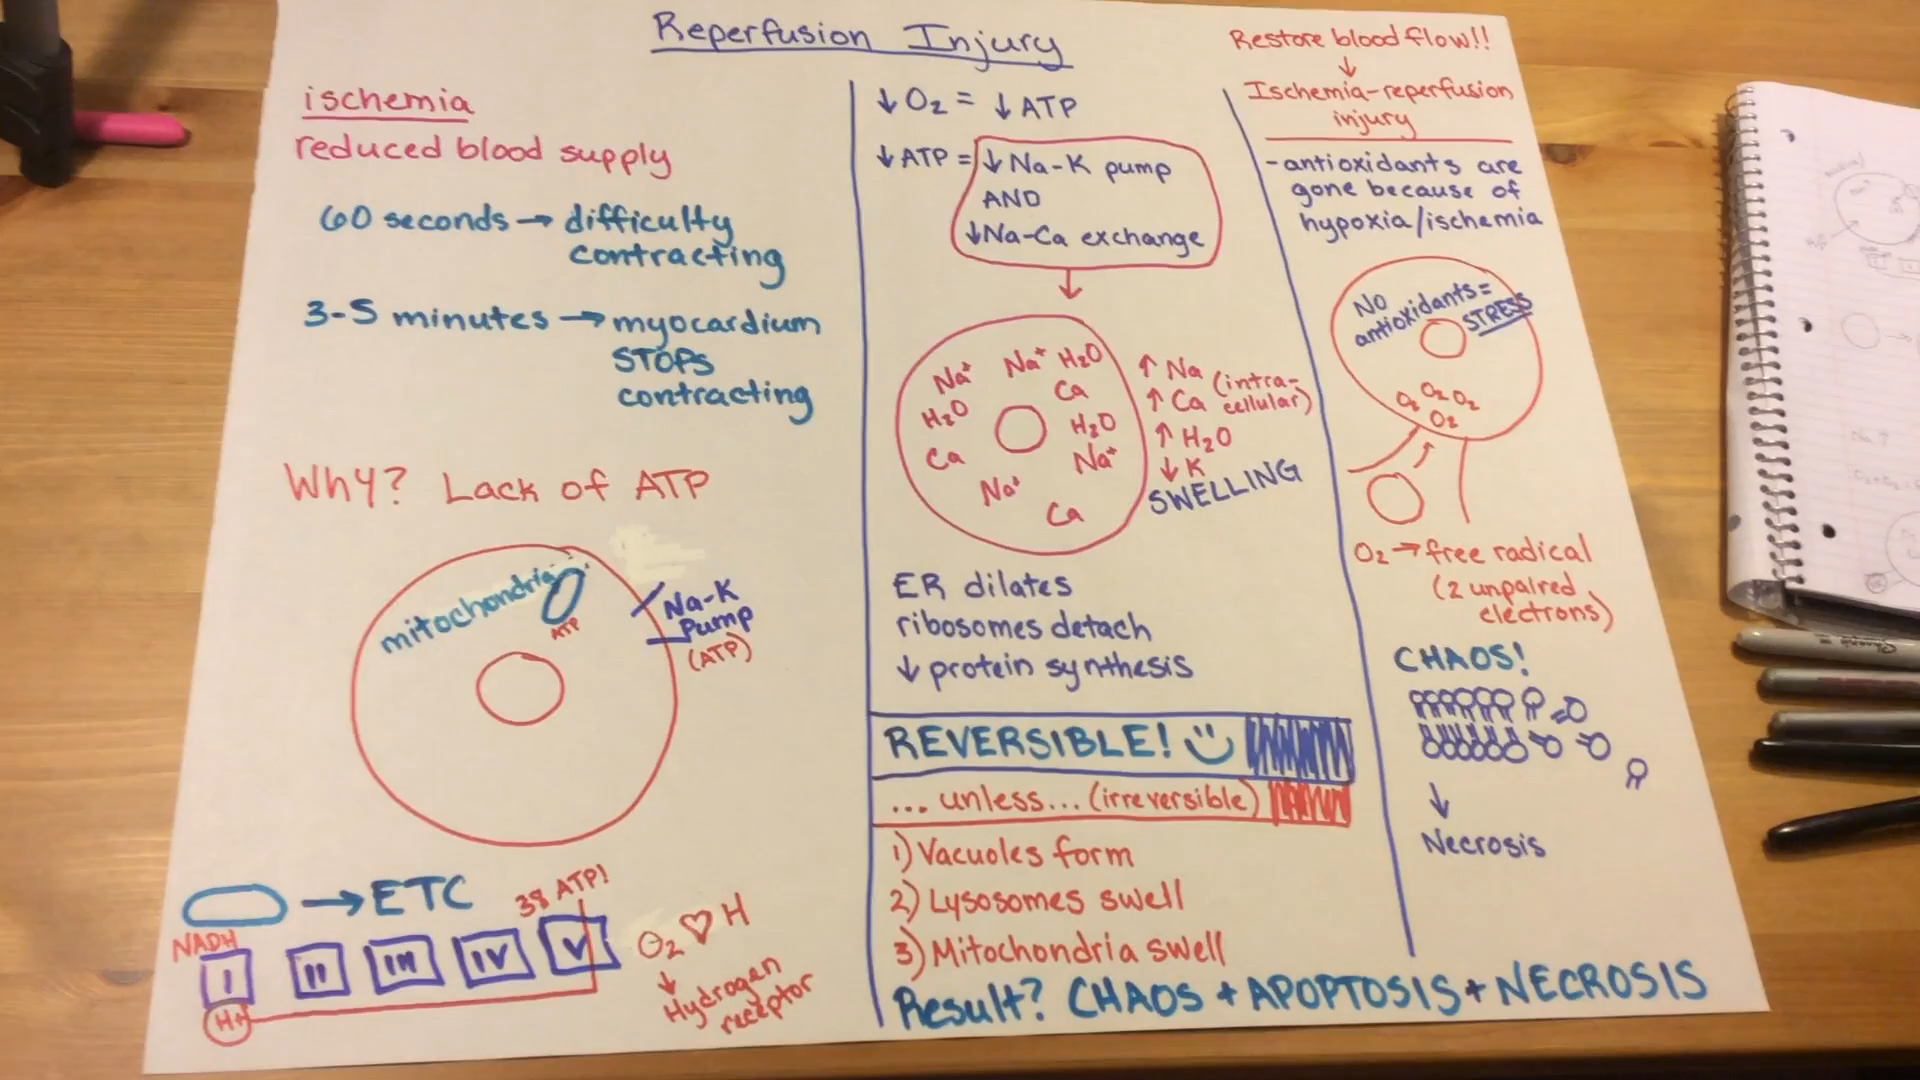 Reperfusion Injury
ischemia
reduced blood supply
60 seconds → difficulty
contracting
3-5 minutes → myocardium
STOPS
contracting
Why? Lack of ATP
mitochondria
ATP
Na-K
Pump
(ATP)
→ ETC
38 ATP!
NADH
I II III IV V
H+
O2 ♡ H
↓
Hydrogen
receptor
↓ O2 = ↓ ATP
↓ ATP = ↓ Na-K pump
AND
↓ Na-Ca exchange
Na+ Na+ H2O
H2O Ca
Ca H2O
Na+ Na+
Ca
↑ Na (intra-
↑ Ca cellular)
↑ H2O
↓ K
SWELLING
ER dilates
ribosomes detach
↓ protein synthesis
REVERSIBLE!
... unless... (irreversible)
1) Vacuoles form
2) Lysosomes swell
3) Mitochondria swell
Result? CHAOS + APOPTOSIS + NECROSIS
Restore blood flow!!
↓
Ischemia-reperfusion
injury
- antioxidants are
gone because of
hypoxia/ischemia
NO
antioxidants =
STRESS
O2 O2 O2
O2
O2 → free radical
(2 unpaired
electrons)
CHAOS!
↓
Necrosis